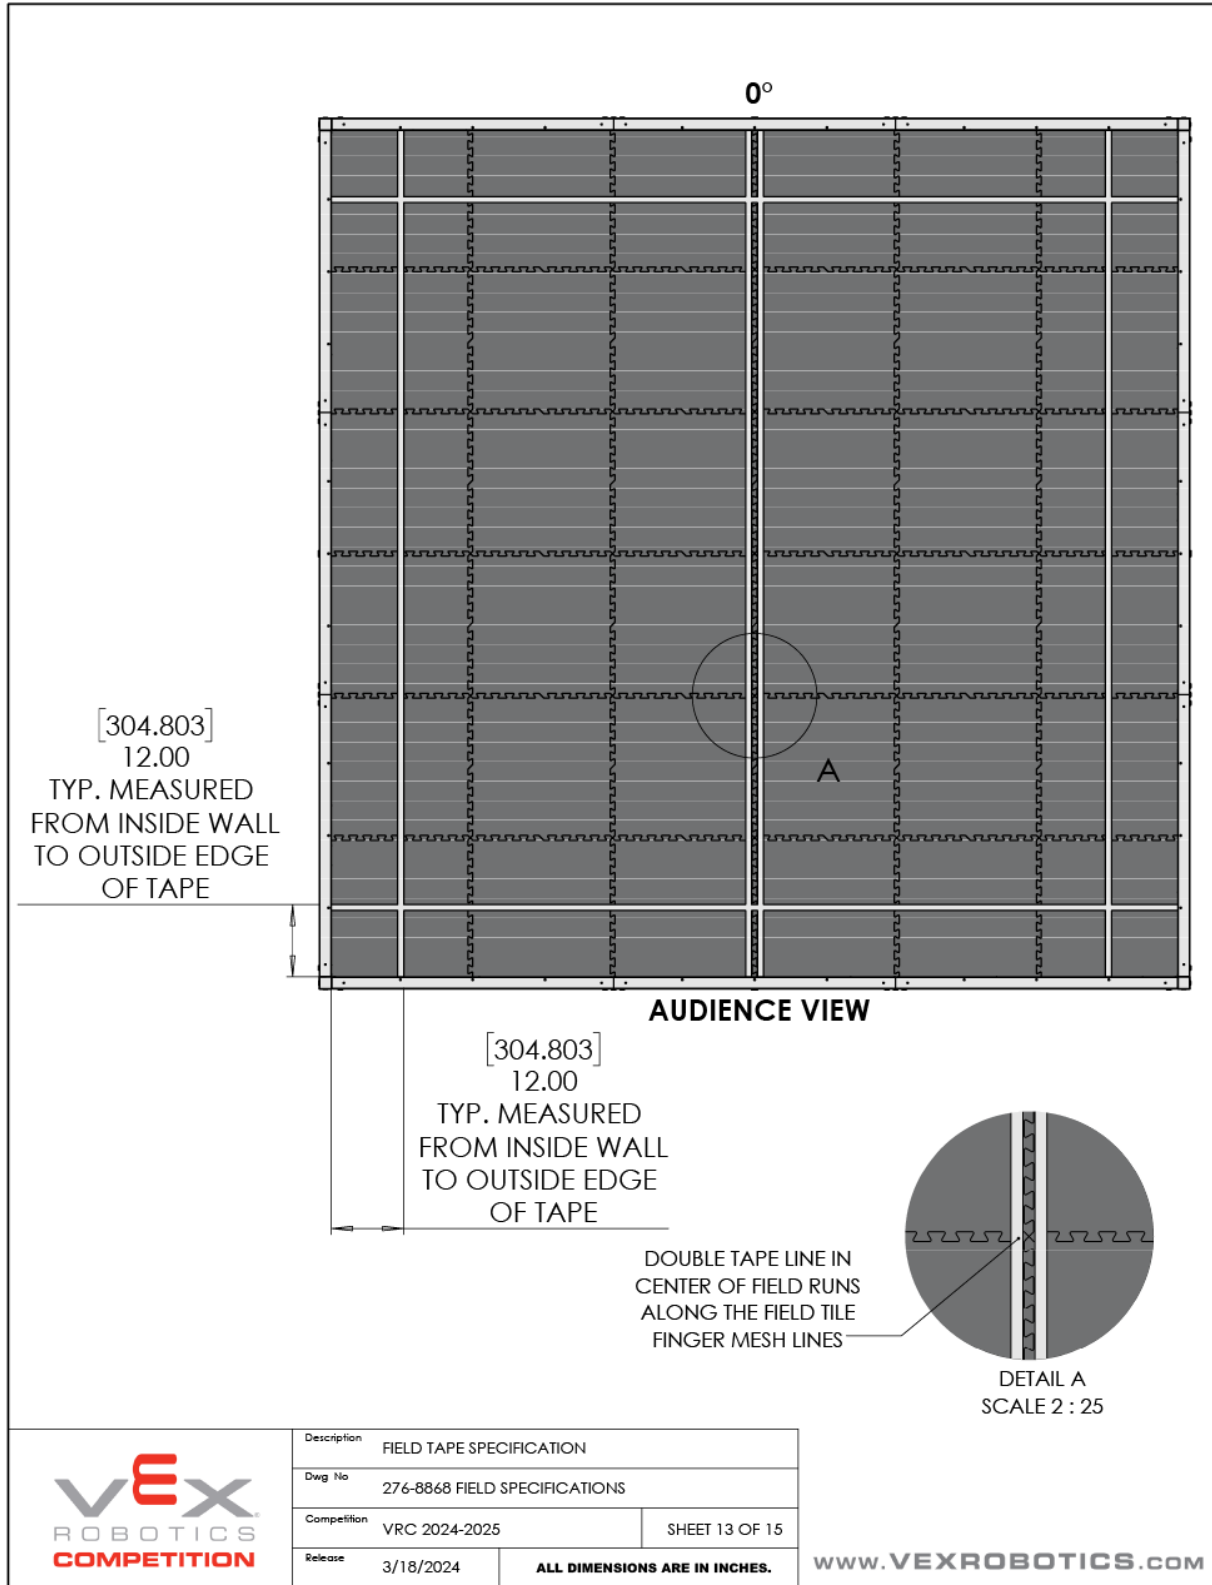 0°
[304.803]
12.00
TYP. MEASURED
FROM INSIDE WALL
TO OUTSIDE EDGE
OF TAPE
A
AUDIENCE VIEW
[304.803]
12.00
TYP. MEASURED
FROM INSIDE WALL
TO OUTSIDE EDGE
OF TAPE
DOUBLE TAPE LINE IN
CENTER OF FIELD RUNS
ALONG THE FIELD TILE
FINGER MESH LINES
DETAIL A
SCALE 2 : 25
VEX
ROBOTICS
COMPETITION
Description FIELD TAPE SPECIFICATION
Dwg No 276-8868 FIELD SPECIFICATIONS
Competition VRC 2024-2025 SHEET 13 OF 15
Release 3/18/2024 ALL DIMENSIONS ARE IN INCHES.
www.VEXROBOTICS.com